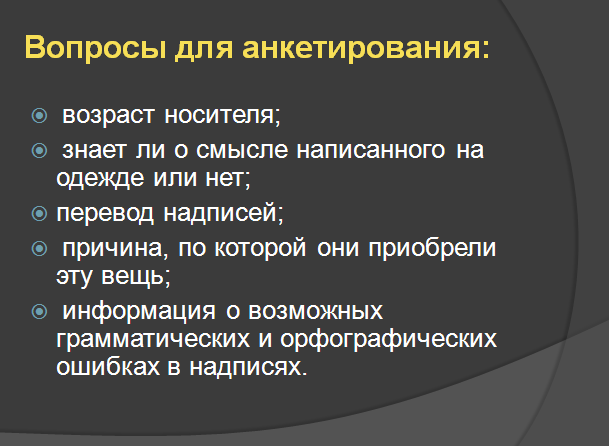 Вопросы для анкетирования:
возраст носителя;
знает ли о смысле написанного на
одежде или нет;
перевод надписей;
причина, по которой они приобрели
эту вещь;
информация о возможных
грамматических и орфографических
ошибках в надписях.